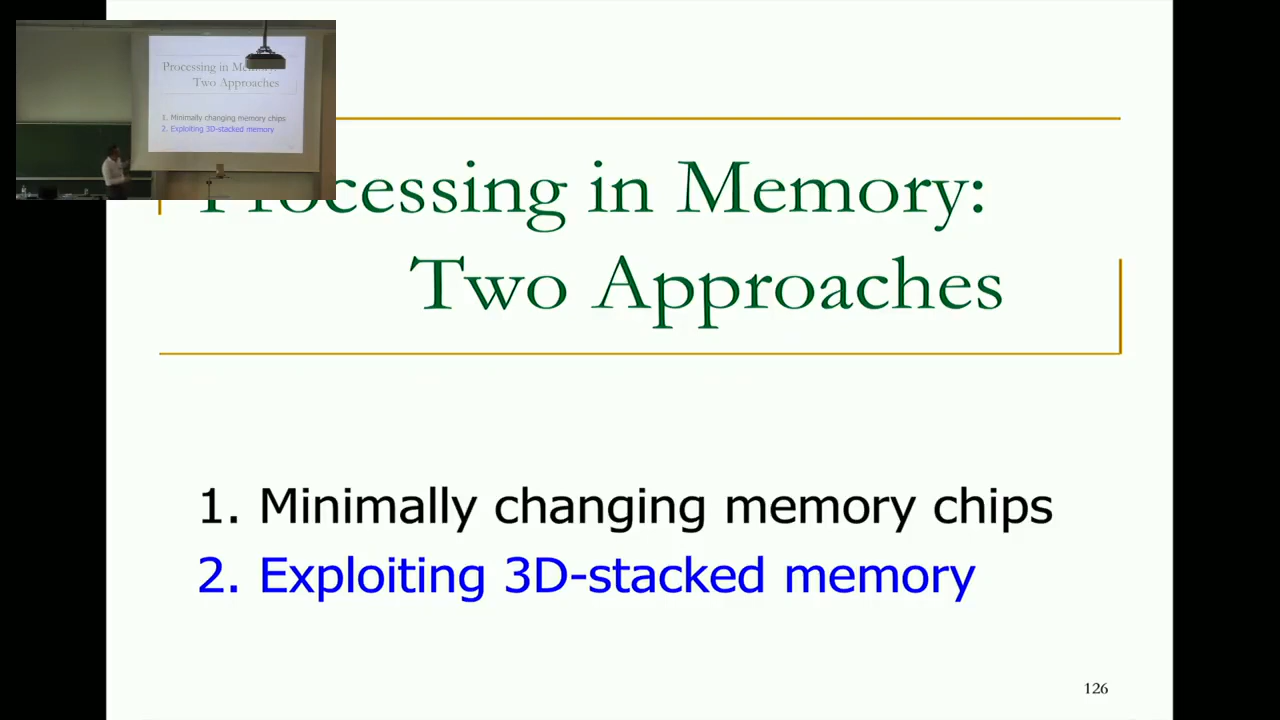 Processing in Memory:
Two Approaches
1. Minimally changing memory chips
2. Exploiting 3D-stacked memory
Processing in Memory:
Two Approaches
1. Minimally changing memory chips
2. Exploiting 3D-stacked memory
126